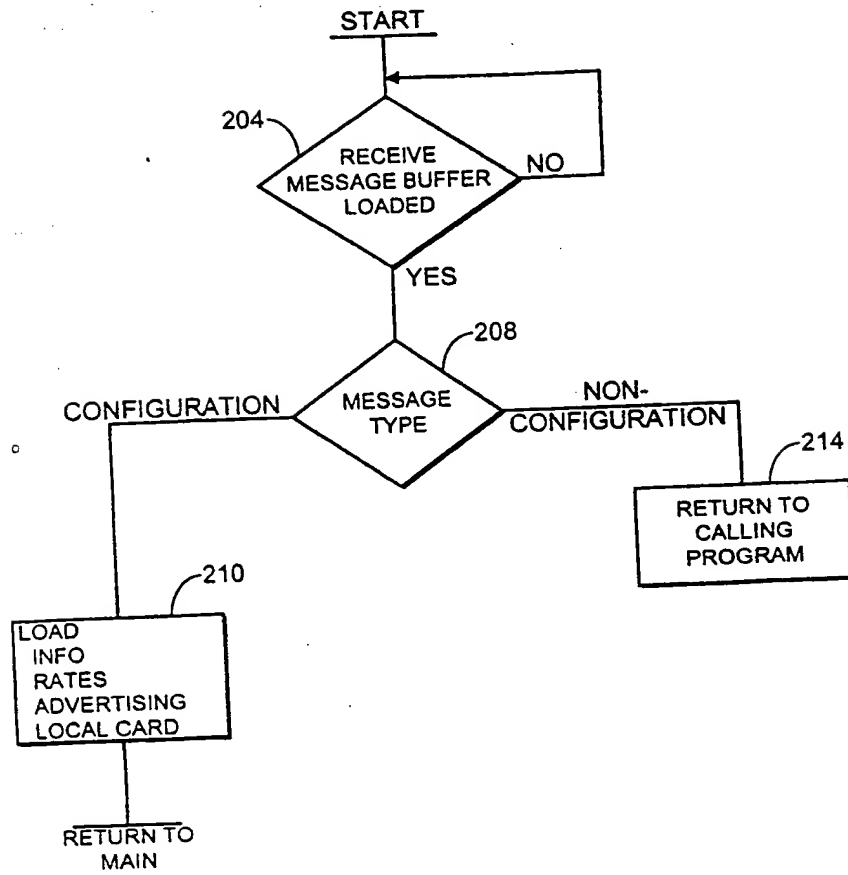 START
204
RECEIVE
MESSAGE BUFFER
LOADED
NO
YES
208
CONFIGURATION
MESSAGE
TYPE
NON-
CONFIGURATION
214
RETURN TO
CALLING
PROGRAM
210
LOAD
INFO
RATES
ADVERTISING
LOCAL CARD
RETURN TO
MAIN